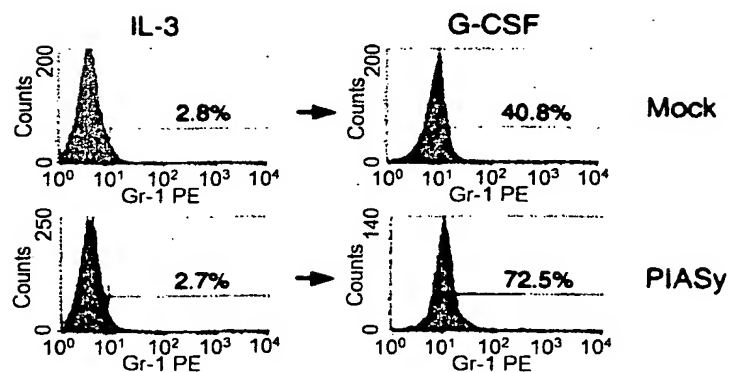 IL-3 G-CSF
200 200
Counts 2.8% Counts 40.8% Mock
0 0
10⁰ 10¹ 10² 10³ 10⁴ 10⁰ 10¹ 10² 10³ 10⁴
Gr-1 PE Gr-1 PE
250 140
Counts 2.7% Counts 72.5% PIASy
0 0
10⁰ 10¹ 10² 10³ 10⁴ 10⁰ 10¹ 10² 10³ 10⁴
Gr-1 PE Gr-1 PE